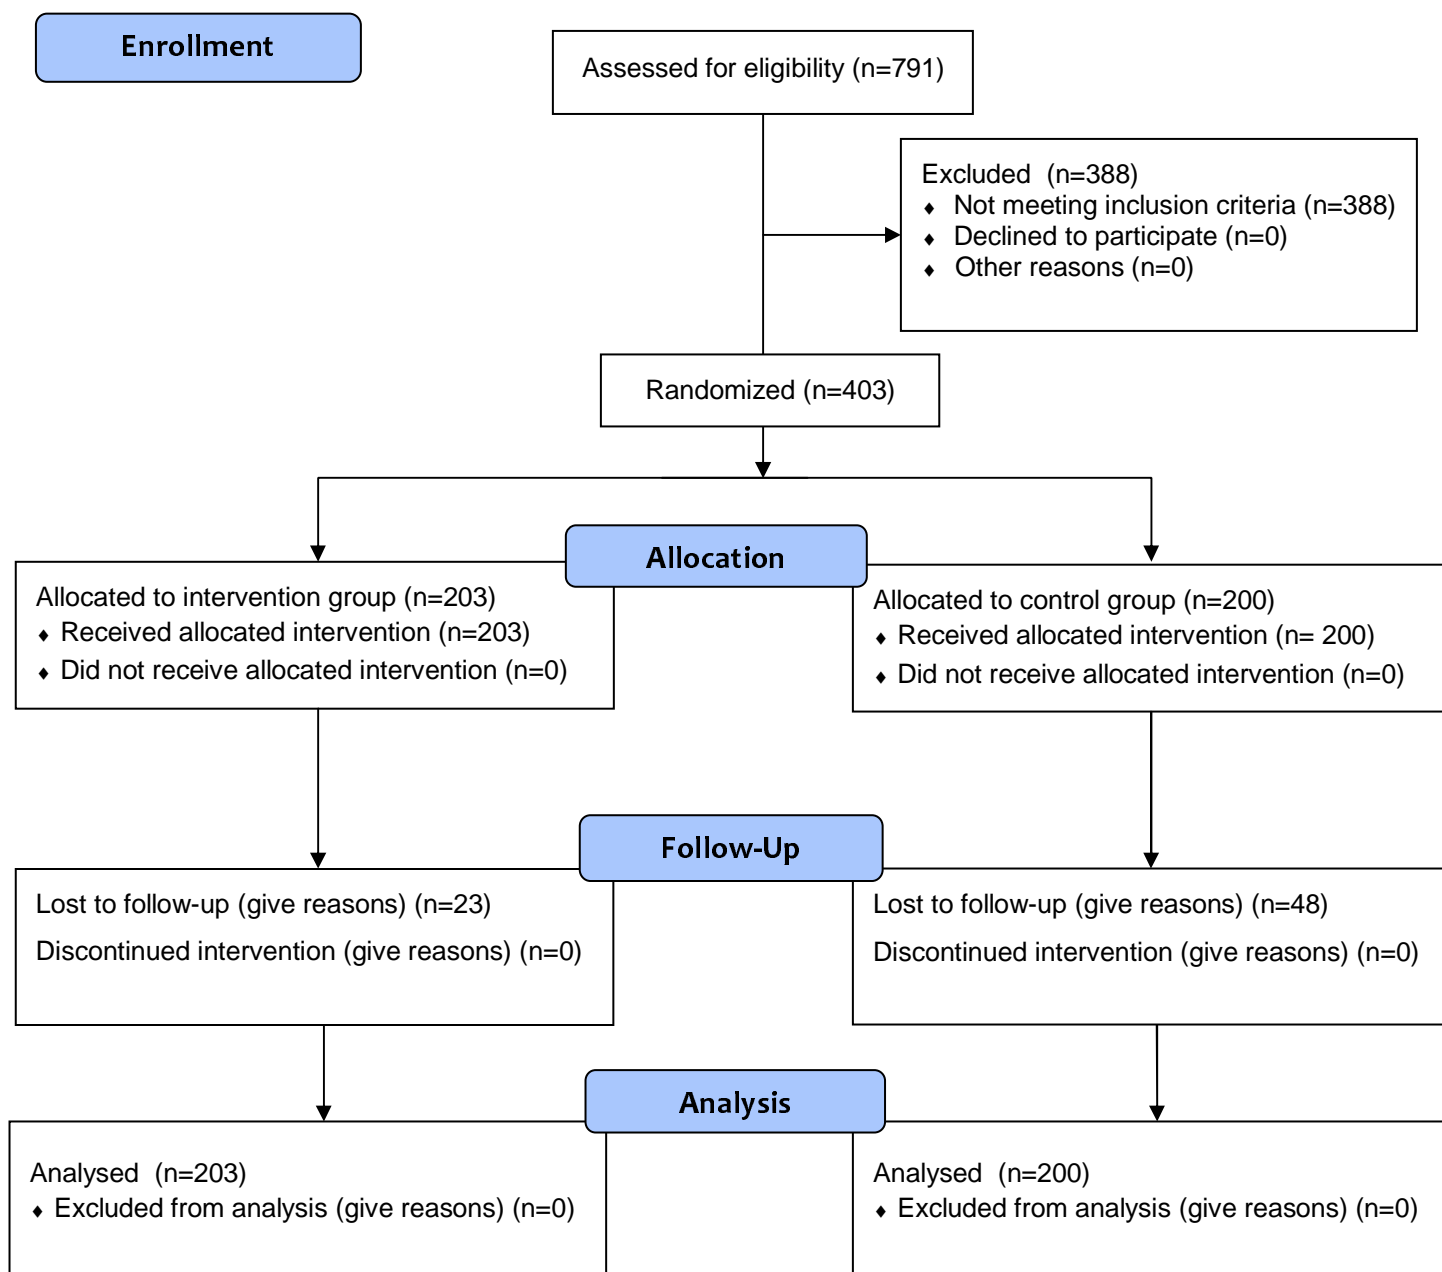 Enrollment
Assessed for eligibility (n=791)
Excluded  (n=388)
♦ Not meeting inclusion criteria (n=388)
♦ Declined to participate (n=0)
♦ Other reasons (n=0)
Randomized (n=403)
Allocation
Allocated to intervention group (n=203)
♦ Received allocated intervention (n=203)
♦ Did not receive allocated intervention (n=0)
Allocated to control group (n=200)
♦ Received allocated intervention (n= 200)
♦ Did not receive allocated intervention (n=0)
Follow-Up
Lost to follow-up (give reasons) (n=23)
Discontinued intervention (give reasons) (n=0)
Lost to follow-up (give reasons) (n=48)
Discontinued intervention (give reasons) (n=0)
Analysis
Analysed  (n=203)
♦ Excluded from analysis (give reasons) (n=0)
Analysed  (n=200)
♦ Excluded from analysis (give reasons) (n=0)